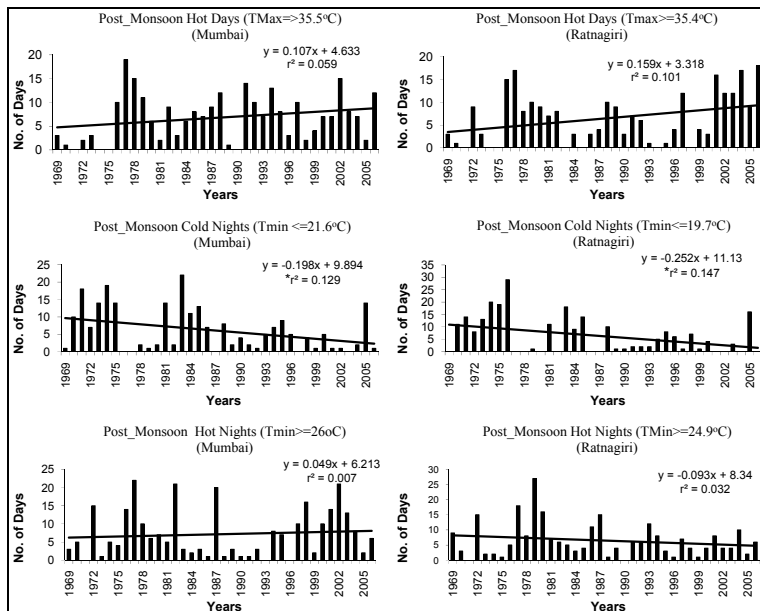 Post_Monsoon Hot Days (TMax=>35.5ºC)
(Mumbai)
y = 0.107x + 4.633
r² = 0.059
No. of Days
20
15
10
5
0
1969 1972 1975 1978 1981 1984 1987 1990 1993 1996 1999 2002 2005
Years
Post_Monsoon Hot Days (Tmax>=35.4ºC)
(Ratnagiri)
y = 0.159x + 3.318
r² = 0.101
No. of Days
20
15
10
5
0
1969 1972 1975 1978 1981 1984 1987 1990 1993 1996 1999 2002 2005
Years
Post_Monsoon Cold Nights (Tmin <=21.6ºC)
(Mumbai)
y = -0.198x + 9.894
*r² = 0.129
No. of Days
25
20
15
10
5
0
1969 1972 1975 1978 1981 1984 1987 1990 1993 1996 1999 2002 2005
Years
Post_Monsoon Cold Nights (Tmin<=19.7ºC)
(Ratnagiri)
y = -0.252x + 11.13
*r² = 0.147
No. of Days
35
30
25
20
15
10
5
0
1969 1972 1975 1978 1981 1984 1987 1990 1993 1996 1999 2002 2005
Years
Post_Monsoon Hot Nights (Tmin>=26oC)
(Mumbai)
y = 0.049x + 6.213
r² = 0.007
No. of Days
25
20
15
10
5
0
1969 1972 1975 1978 1981 1984 1987 1990 1993 1996 1999 2002 2005
Years
Post_Monsoon Hot Nights (TMin>=24.9ºC)
(Ratnagiri)
y = -0.093x + 8.34
r² = 0.032
No. of Days
30
25
20
15
10
5
0
1969 1972 1975 1978 1981 1984 1987 1990 1993 1996 1999 2002 2005
Years